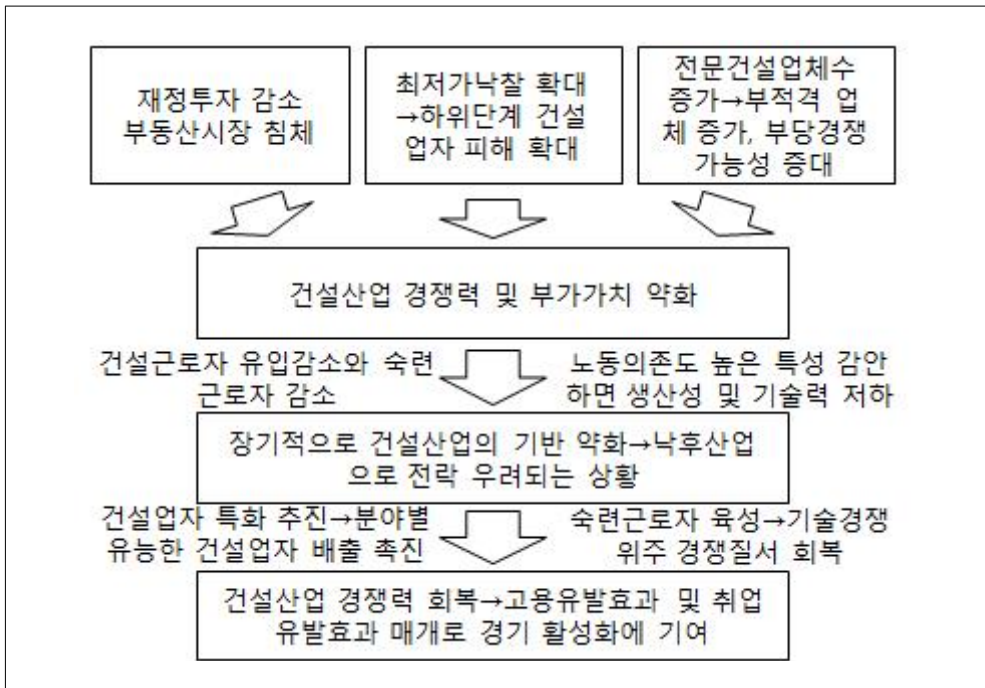 재정투자 감소
부동산시장 침체
최저가낙찰 확대
→하위단계 건설
업자 피해 확대
전문건설업체수
증가→부적격 업
체 증가, 부당경쟁
가능성 증대
건설산업 경쟁력 및 부가가치 약화
건설근로자 유입감소와 숙련
근로자 감소
노동의존도 높은 특성 감안
하면 생산성 및 기술력 저하
장기적으로 건설산업의 기반 약화→낙후산업
으로 전락 우려되는 상황
건설업자 특화 추진→분야별
유능한 건설업자 배출 촉진
숙련근로자 육성→기술경쟁
위주 경쟁질서 회복
건설산업 경쟁력 회복→고용유발효과 및 취업
유발효과 매개로 경기 활성화에 기여